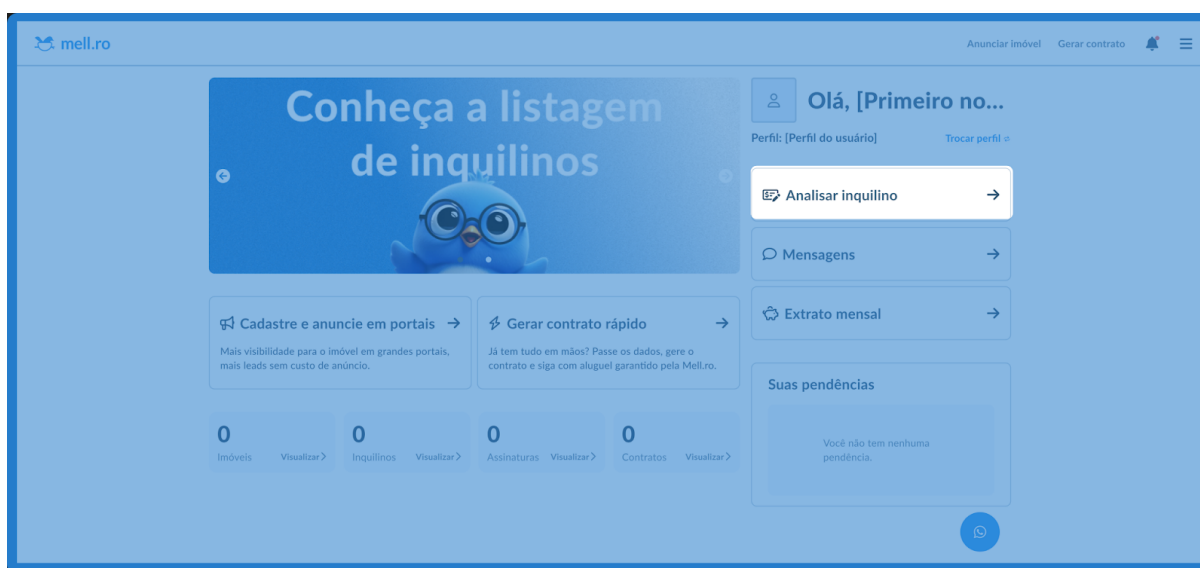 mell.ro
Anunciar imóvel
Gerar contrato
Conheça a listagem
de inquilinos
Olá, [Primeiro no...
Perfil: [Perfil do usuário]
Trocar perfil
Analisar inquilino
Mensagens
Extrato mensal
Cadastre e anuncie em portais
Mais visibilidade para o imóvel em grandes portais,
mais leads sem custo de anúncio.
Gerar contrato rápido
Já tem tudo em mãos? Passe os dados, gere o
contrato e siga com aluguel garantido pela Mell.ro.
Suas pendências
Você não tem nenhuma
pendência.
0
Imóveis
Visualizar
0
Inquilinos
Visualizar
0
Assinaturas
Visualizar
0
Contratos
Visualizar